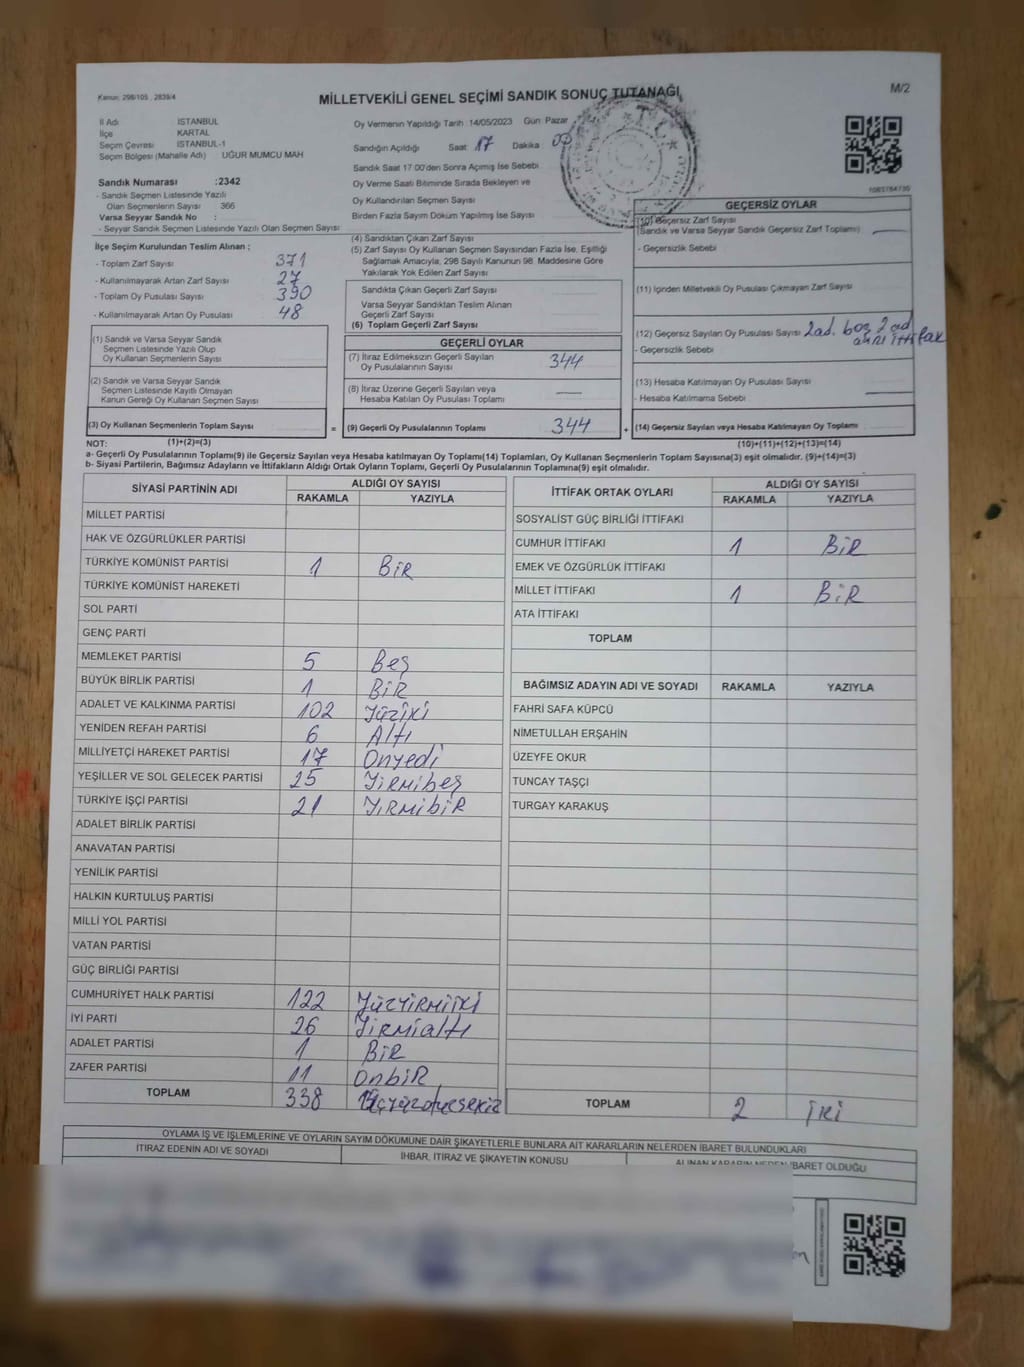 Kanun: 298/105 , 2839/4
MİLLETVEKİLİ GENEL SEÇİMİ SANDIK SONUÇ TUTANAĞI
M/2
İl Adı İSTANBUL
İlçe KARTAL
Seçim Çevresi İSTANBUL-1
Seçim Bölgesi (Mahalle Adı) UĞUR MUMCU MAH
Sandık Numarası :2342
- Sandık Seçmen Listesinde Yazılı
Olan Seçmenlerin Sayısı 366
Varsa Seyyar Sandık No :
- Seyyar Sandık Seçmen Listesinde Yazılı Olan Seçmen Sayısı
Oy Vermenin Yapıldığı Tarih 14/05/2023 Gün Pazar
Sandığın Açıldığı Saat 17 Dakika 00
Sandık Saat 17:00'den Sonra Açılmış İse Sebebi
Oy Verme Saati Bitiminde Sırada Bekleyen ve
Oy Kullandırılan Seçmen Sayısı
Birden Fazla Sayım Döküm Yapılmış İse Sayısı
T.C.
1083784730
İlçe Seçim Kurulundan Teslim Alınan :
- Toplam Zarf Sayısı 371
- Kullanılmayarak Artan Zarf Sayısı 27
- Toplam Oy Pusulası Sayısı 390
- Kullanılmayarak Artan Oy Pusulası 48
(4) Sandıktan Çıkan Zarf Sayısı
(5) Zarf Sayısı Oy Kullanan Seçmen Sayısından Fazla İse, Eşitliği
Sağlamak Amacıyla, 298 Sayılı Kanunun 98. Maddesine Göre
Yakılarak Yok Edilen Zarf Sayısı
Sandıkta Çıkan Geçerli Zarf Sayısı
Varsa Seyyar Sandıktan Teslim Alınan
Geçerli Zarf Sayısı
(6) Toplam Geçerli Zarf Sayısı
GEÇERSİZ OYLAR
(10) Geçersiz Zarf Sayısı
(Sandık ve Varsa Seyyar Sandık Geçersiz Zarf Toplamı)
- Geçersizlik Sebebi
(11) İçinden Milletvekili Oy Pusulası Çıkmayan Zarf Sayısı
(12) Geçersiz Sayılan Oy Pusulası Sayısı 2ad. boş 2 ad
ayrı ittifak
- Geçersizlik Sebebi
(13) Hesaba Katılmayan Oy Pusulası Sayısı
- Hesaba Katılmama Sebebi
(1) Sandık ve Varsa Seyyar Sandık
Seçmen Listesinde Yazılı Olup
Oy Kullanan Seçmenlerin Sayısı
(2) Sandık ve Varsa Seyyar Sandık
Seçmen Listesinde Kayıtlı Olmayan
Kanun Gereği Oy Kullanan Seçmen Sayısı
GEÇERLİ OYLAR
(7) İtiraz Edilmeksizin Geçerli Sayılan
Oy Pusulalarının Sayısı 344
(8) İtiraz Üzerine Geçerli Sayılan veya
Hesaba Katılan Oy Pusulası Toplamı —
(3) Oy Kullanan Seçmenlerin Toplam Sayısı = (9) Geçerli Oy Pusulalarının Toplamı 344 + (14) Geçersiz Sayılan veya Hesaba Katılmayan Oy Toplamı
NOT: (1)+(2)=(3) (10)+(11)+(12)+(13)=(14)
a- Geçerli Oy Pusulalarının Toplamı(9) ile Geçersiz Sayılan veya Hesaba katılmayan Oy Toplamı(14) Toplamları, Oy Kullanan Seçmenlerin Toplam Sayısına(3) eşit olmalıdır. (9)+(14)=(3)
b- Siyasi Partilerin, Bağımsız Adayların ve İttifakların Aldığı Ortak Oyların Toplamı, Geçerli Oy Pusulalarının Toplamına(9) eşit olmalıdır.
SİYASİ PARTİNİN ADI ALDIĞI OY SAYISI
RAKAMLA YAZIYLA
MİLLET PARTİSİ
HAK VE ÖZGÜRLÜKLER PARTİSİ
TÜRKİYE KOMÜNİST PARTİSİ 1 BİR
TÜRKİYE KOMÜNİST HAREKETİ
SOL PARTİ
GENÇ PARTİ
MEMLEKET PARTİSİ 5 Beş
BÜYÜK BİRLİK PARTİSİ 1 BİR
ADALET VE KALKINMA PARTİSİ 102 Yüziki
YENİDEN REFAH PARTİSİ 6 Altı
MİLLİYETÇİ HAREKET PARTİSİ 17 Onyedi
YEŞİLLER VE SOL GELECEK PARTİSİ 25 Yirmibeş
TÜRKİYE İŞÇİ PARTİSİ 21 YiRMibiR
ADALET BİRLİK PARTİSİ
ANAVATAN PARTİSİ
YENİLİK PARTİSİ
HALKIN KURTULUŞ PARTİSİ
MİLLİ YOL PARTİSİ
VATAN PARTİSİ
GÜÇ BİRLİĞİ PARTİSİ
CUMHURİYET HALK PARTİSİ 122 YüzYİRMİİKİ
İYİ PARTİ 26 Yirmialtı
ADALET PARTİSİ 1 BİR
ZAFER PARTİSİ 11 OnbiR
TOPLAM 338
İTTİFAK ORTAK OYLARI ALDIĞI OY SAYISI
RAKAMLA YAZIYLA
SOSYALİST GÜÇ BİRLİĞİ İTTİFAKI
CUMHUR İTTİFAKI 1 BİR
EMEK VE ÖZGÜRLÜK İTTİFAKI
MİLLET İTTİFAKI 1 BİR
ATA İTTİFAKI
TOPLAM
BAĞIMSIZ ADAYIN ADI VE SOYADI RAKAMLA YAZIYLA
FAHRİ SAFA KÜPCÜ
NİMETULLAH ERŞAHİN
ÜZEYFE OKUR
TUNCAY TAŞÇI
TURGAY KARAKUŞ
TOPLAM 2 İKİ
OYLAMA İŞ VE İŞLEMLERİNE VE OYLARIN SAYIM DÖKÜMÜNE DAİR ŞİKAYETLERLE BUNLARA AİT KARARLARIN NELERDEN İBARET BULUNDUKLARI
İTİRAZ EDENİN ADI VE SOYADI İHBAR, İTİRAZ VE ŞİKAYETİN KONUSU ALINAN KARARIN NEDEN İBARET OLDUĞU